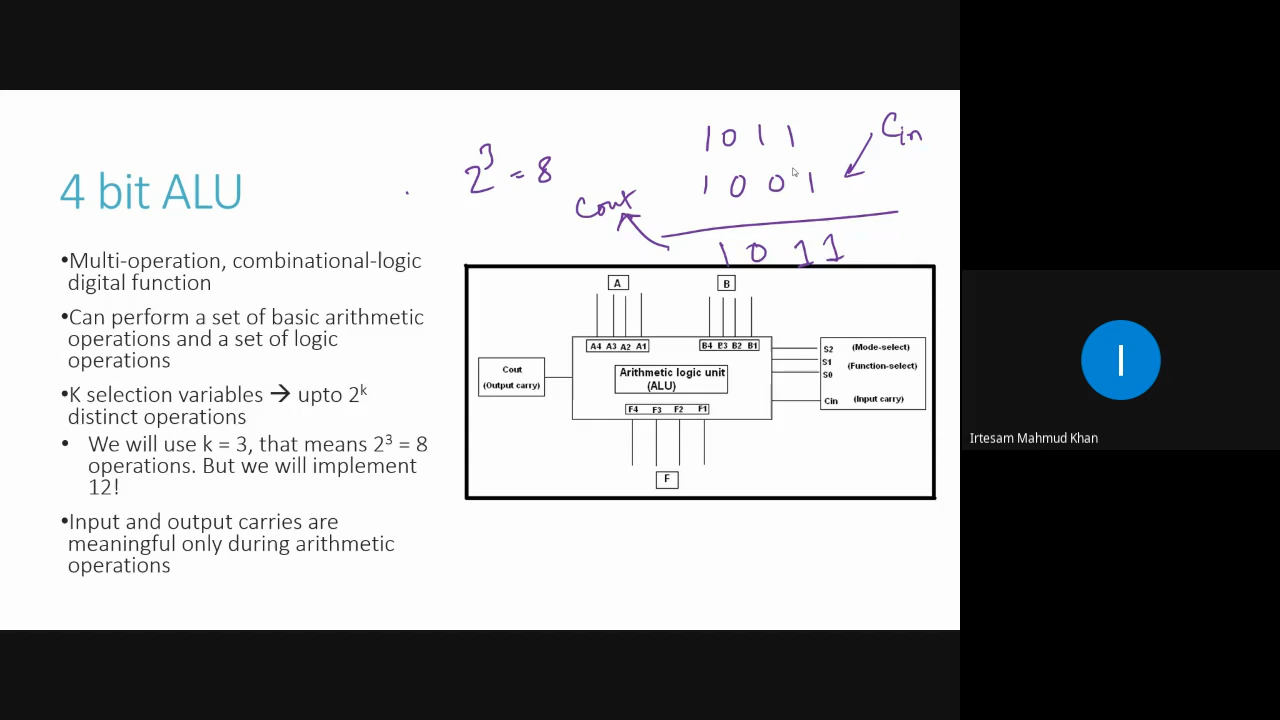 4 bit ALU
•Multi-operation, combinational-logic
digital function
•Can perform a set of basic arithmetic
operations and a set of logic
operations
•K selection variables → upto 2ᵏ
distinct operations
• We will use k = 3, that means 2³ = 8
operations. But we will implement
12!
•Input and output carries are
meaningful only during arithmetic
operations
2³ = 8
1 0 1 1
Cin
1 0 0 1
Cout
1 0 1 1
A
B
A4 A3 A2 A1
B4 B3 B2 B1
Arithmetic logic unit
(ALU)
F4 F3 F2 F1
F
Cout
(Output carry)
S2 (Mode-select)
S1
(Function-select)
S0
Cin (Input carry)
I
Irtesam Mahmud Khan